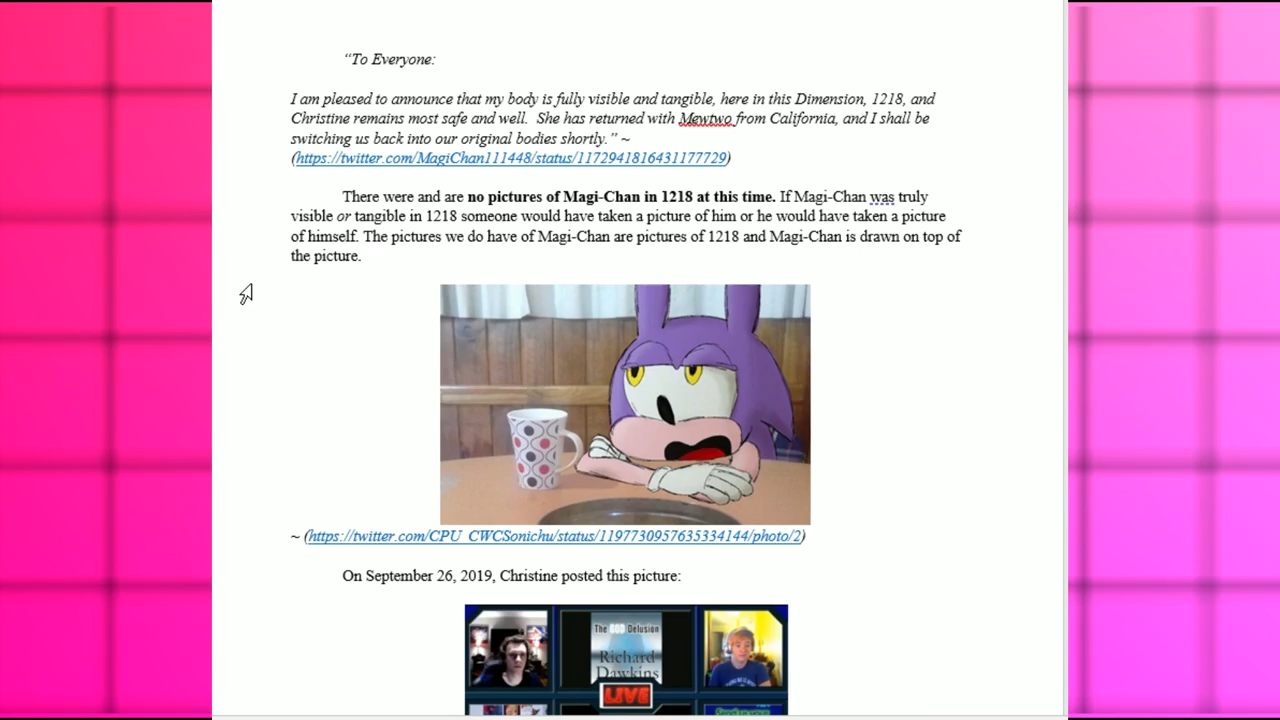 “To Everyone:
I am pleased to announce that my body is fully visible and tangible, here in this Dimension, 1218, and
Christine remains most safe and well.  She has returned with Mewtwo from California, and I shall be
switching us back into our original bodies shortly.” ~
(https://twitter.com/MagiChan111448/status/1172941816431177729)
There were and are no pictures of Magi-Chan in 1218 at this time. If Magi-Chan was truly
visible or tangible in 1218 someone would have taken a picture of him or he would have taken a picture
of himself. The pictures we do have of Magi-Chan are pictures of 1218 and Magi-Chan is drawn on top of
the picture.
~ (https://twitter.com/CPU_CWCSonichu/status/1197730957635334144/photo/2)
On September 26, 2019, Christine posted this picture:
The GOD Delusion
Richard
Dawkins
LIVE